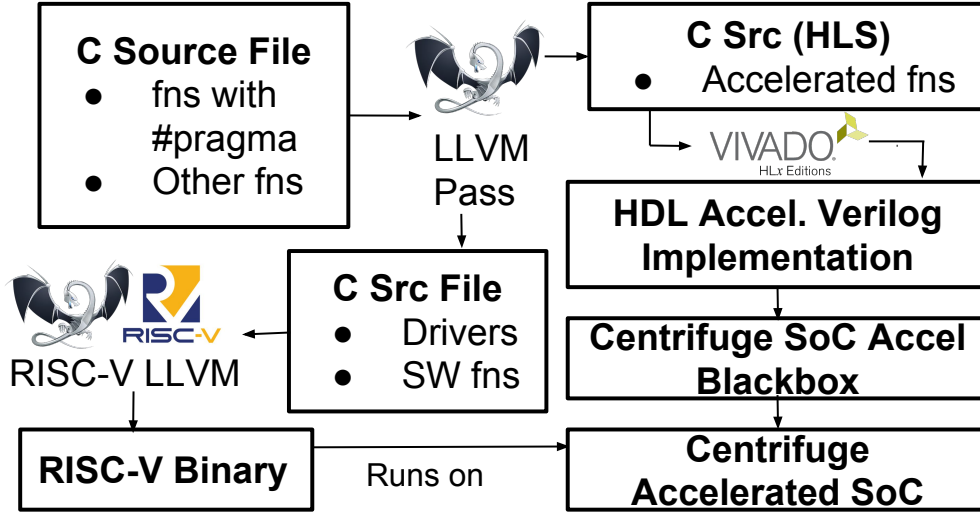 C Source File
● fns with
#pragma
● Other fns
LLVM
Pass
C Src (HLS)
● Accelerated fns
VIVADO
HLx Editions
HDL Accel. Verilog
Implementation
C Src File
● Drivers
● SW fns
RISC-V
RISC-V LLVM
Centrifuge SoC Accel
Blackbox
RISC-V Binary
Runs on
Centrifuge
Accelerated SoC